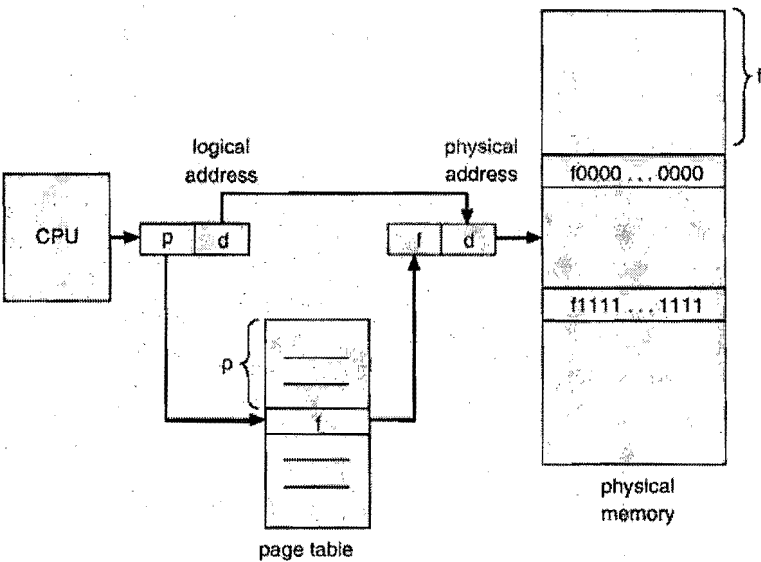 logical
address
physical
address
f
f0000 . . . 0000
CPU
p
d
f
d
f1111 . . . 1111
p
f
physical
memory
page table